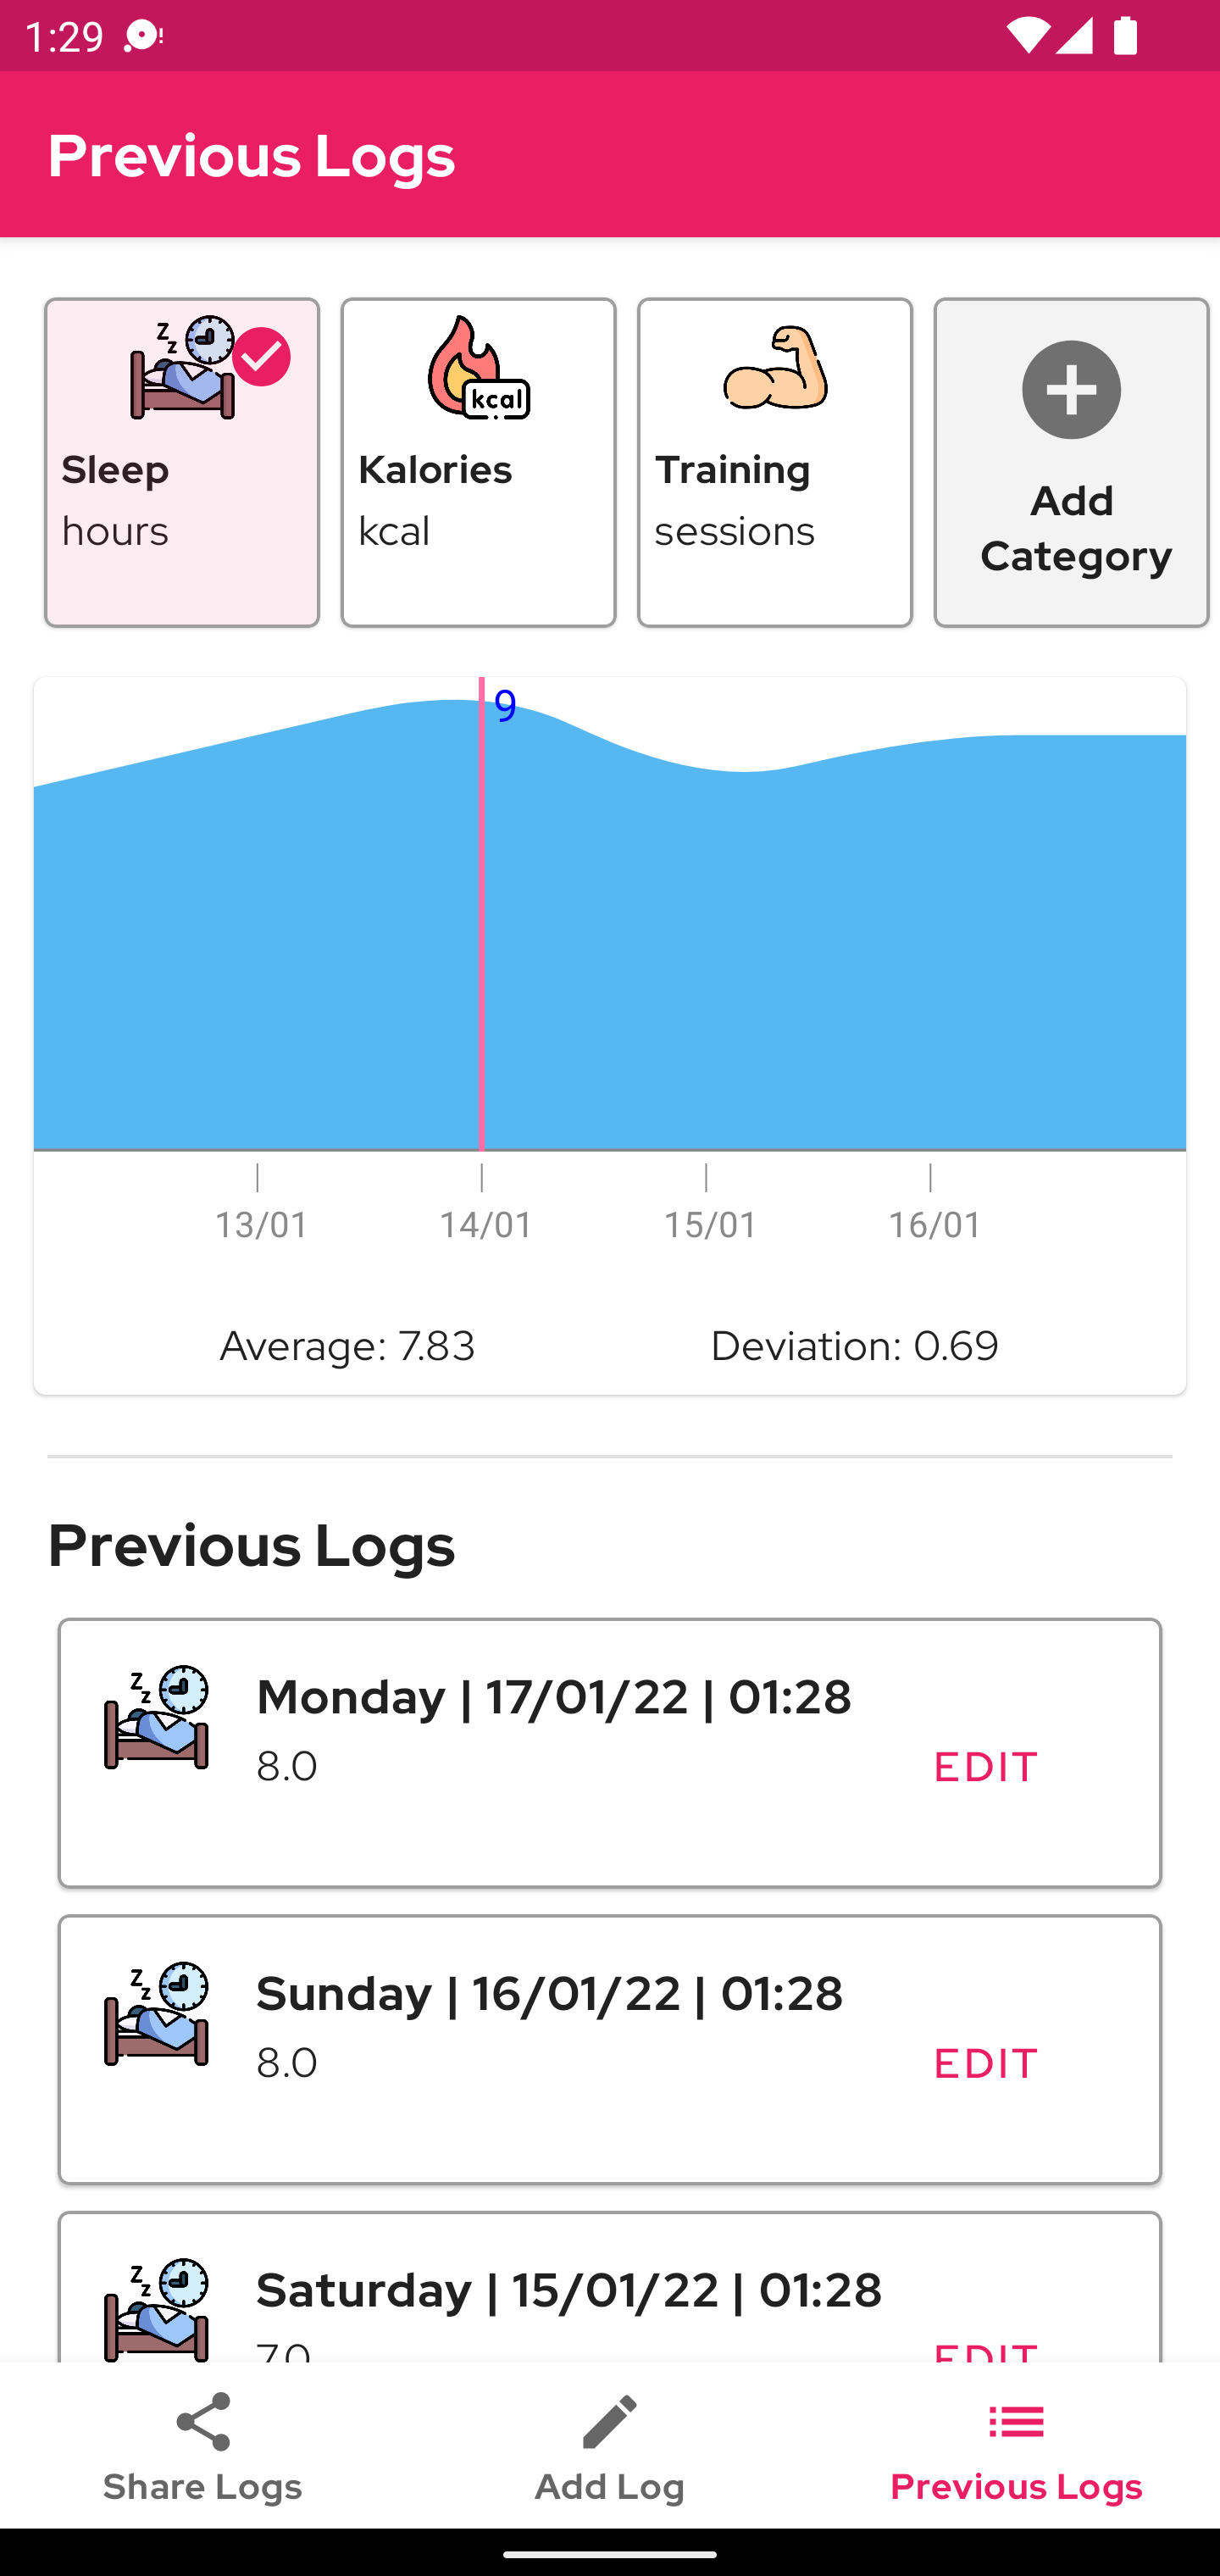 1:29
Previous Logs
Sleep
hours
kcal
Kalories
kcal
Training
sessions
Add
Category
9
13/01
14/01
15/01
16/01
Average: 7.83
Deviation: 0.69
Previous Logs
Monday | 17/01/22 | 01:28
8.0
EDIT
Sunday | 16/01/22 | 01:28
8.0
EDIT
Saturday | 15/01/22 | 01:28
7.0
EDIT
Share Logs
Add Log
Previous Logs